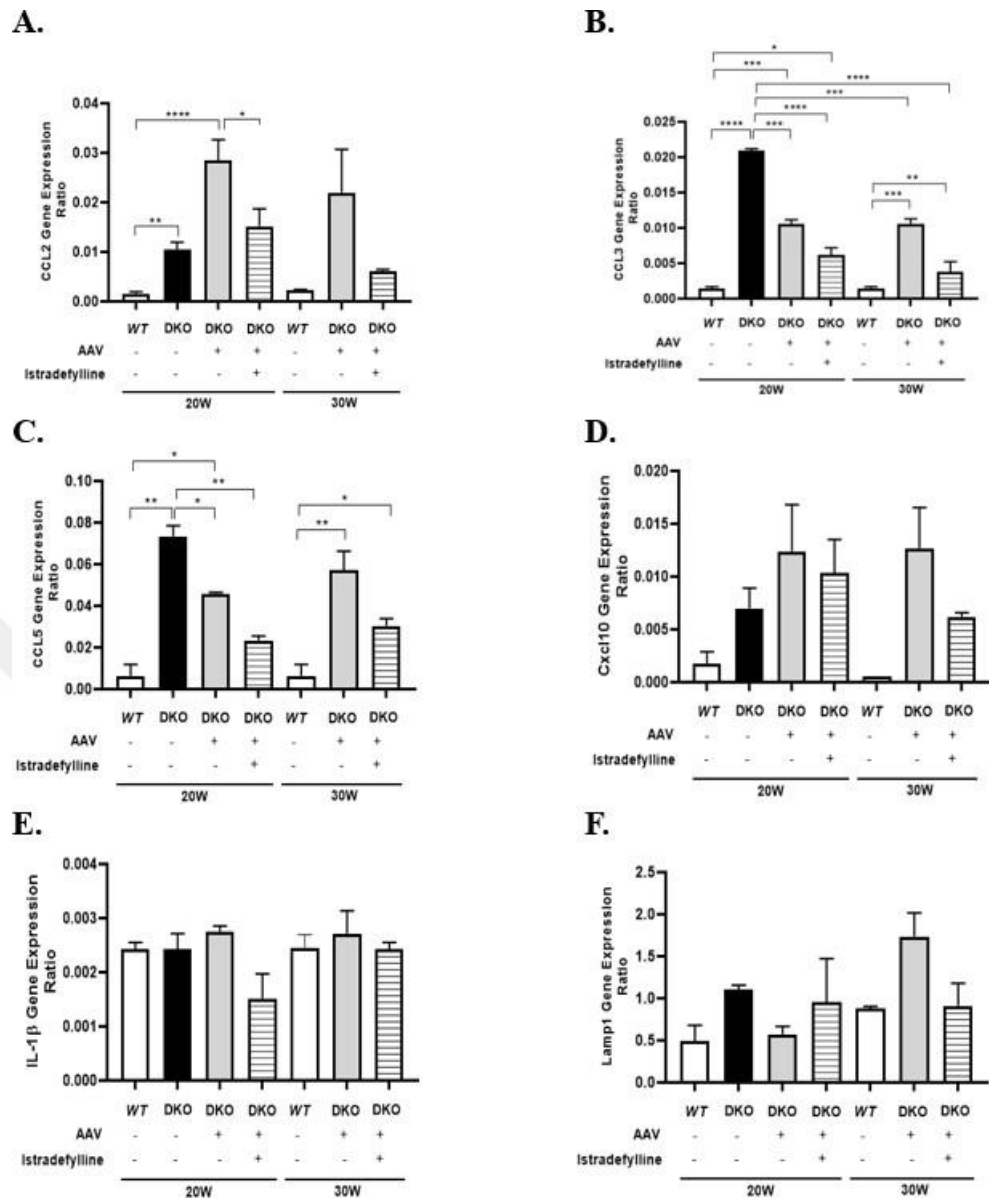 A.
CCL2 Gene Expression
Ratio
0.04
0.03
0.02
0.01
0.00
**** *
**
WT DKO DKO DKO WT DKO DKO
AAV - - + + - + +
Istradefylline - - - + - - +
20W 30W
B.
CCL3 Gene Expression
Ratio
0.025
0.020
0.015
0.010
0.005
0.000
*
*** ****
***
****
**** ***
**
***
WT DKO DKO DKO WT DKO DKO
AAV - - + + - + +
Istradefylline - - - + - - +
20W 30W
C.
CCL5 Gene Expression
Ratio
0.10
0.08
0.06
0.04
0.02
0.00
*
** *
** * **
WT DKO DKO DKO WT DKO DKO
AAV - - + + - + +
Istradefylline - - - + - - +
20W 30W
D.
Cxcl10 Gene Expression
Ratio
0.020
0.015
0.010
0.005
0.000
WT DKO DKO DKO WT DKO DKO
AAV - - + + - + +
Istradefylline - - - + - - +
20W 30W
E.
IL-1β Gene Expression
Ratio
0.004
0.003
0.002
0.001
0.000
WT DKO DKO DKO WT DKO DKO
AAV - - + + - + +
Istradefylline - - - + - - +
20W 30W
F.
Lamp1 Gene Expression
Ratio
2.5
2.0
1.5
1.0
0.5
0.0
WT DKO DKO DKO WT DKO DKO
AAV - - + + - + +
Istradefylline - - - + - - +
20W 30W